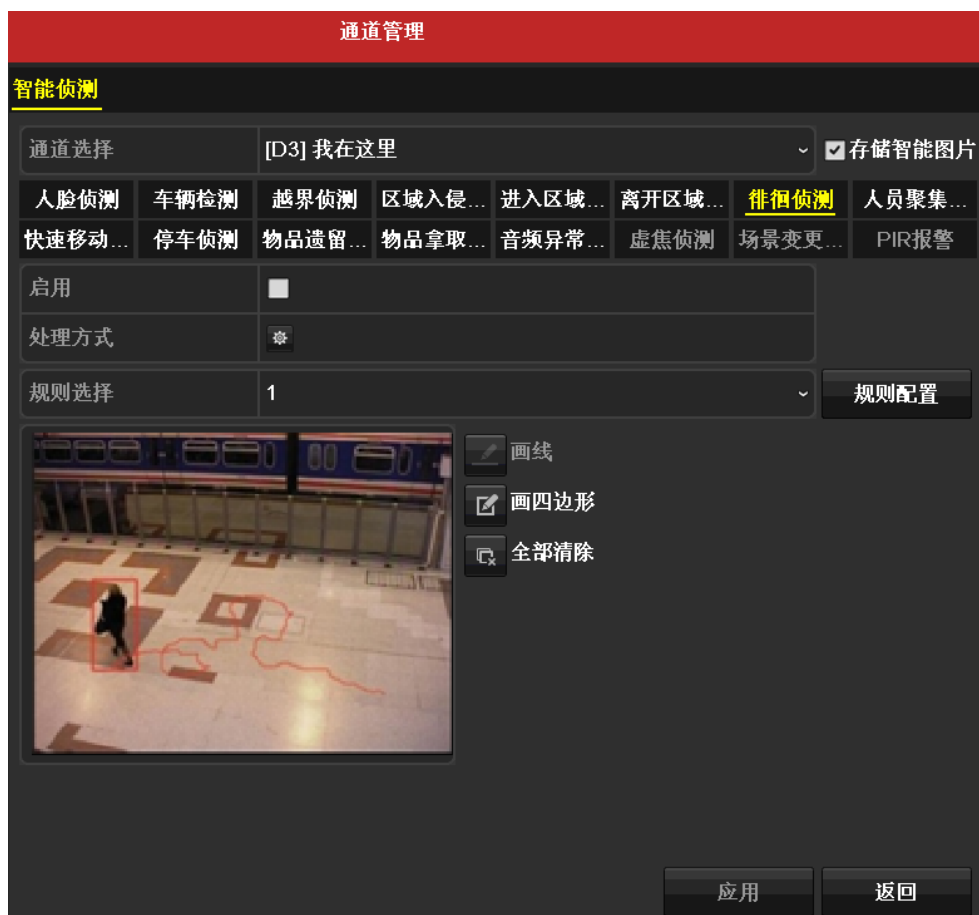 通道管理
智能侦测
通道选择 [D3] 我在这里 存储智能图片
人脸侦测 车辆检测 越界侦测 区域入侵... 进入区域... 离开区域... 徘徊侦测 人员聚集...
快速移动... 停车侦测 物品遗留... 物品拿取... 音频异常... 虚焦侦测 场景变更... PIR报警
启用
处理方式
规则选择 1 规则配置
画线
画四边形
全部清除
应用 返回